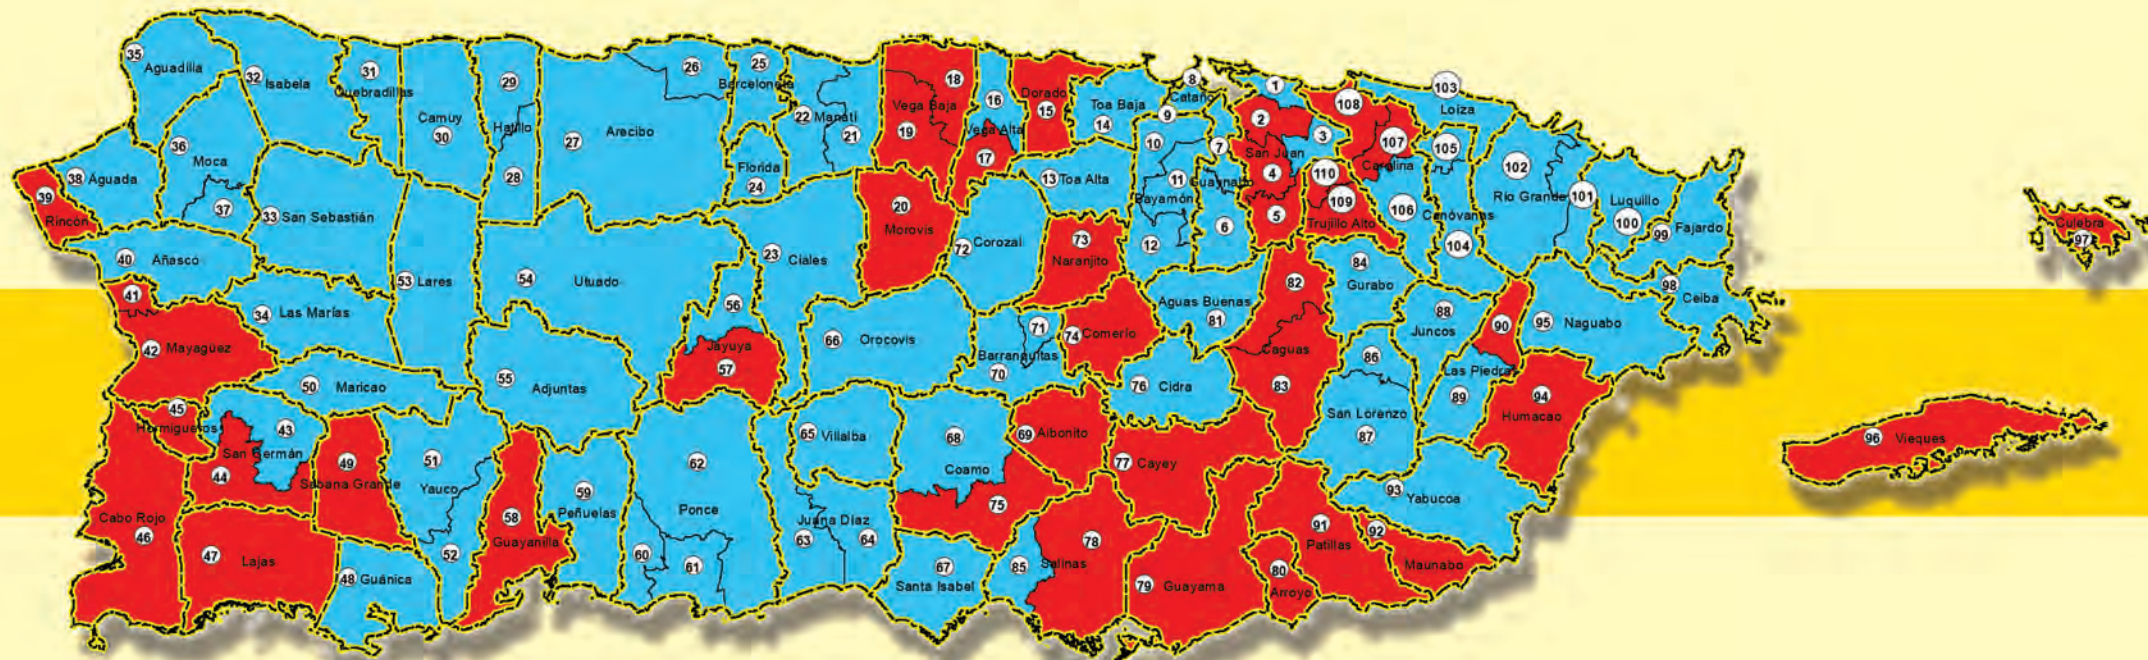 35
Aguadilla
32
Isabela
31
Quebradillas
Camuy
30
29
Hatillo
28
27
Arecibo
26
25
Barceloneta
22
Manatí
21
Florida
24
18
Vega Baja
19
16
Vega Alta
17
Dorado
15
Toa Baja
14
8
Cataño
9
10
11
Bayamón
12
7
Guaynabo
6
1
2
3
San Juan
4
5
108
107
Carolina
106
110
109
Trujillo Alto
103
Loiza
105
Canóvanas
104
102
Río Grande
101
Luquillo
100
99
Fajardo
98
Ceiba
Culebra
97
36
Moca
37
38
Aguada
39
Rincón
33
San Sebastián
40
Añasco
41
42
Mayagüez
34
Las Marías
53
Lares
54
Utuado
23
Ciales
20
Morovis
72
Corozal
13
Toa Alta
73
Naranjito
56
Jayuya
57
66
Orocovis
71
Barranquitas
70
74
Comerío
Aguas Buenas
81
82
Caguas
83
84
Gurabo
88
Juncos
90
Las Piedras
89
95
Naguabo
86
San Lorenzo
87
94
Humacao
96
Vieques
50
Maricao
55
Adjuntas
76
Cidra
45
Hormigueros
43
San Germán
44
49
Sabana Grande
51
Yauco
52
58
Guayanilla
59
Peñuelas
62
Ponce
60
61
65
Villalba
68
Coamo
69
Aibonito
77
Cayey
93
Yabucoa
Cabo Rojo
46
47
Lajas
48
Guánica
Juana Díaz
63
64
75
67
Santa Isabel
85
Salinas
78
79
Guayama
80
Arroyo
91
Patillas
92
Maunabo